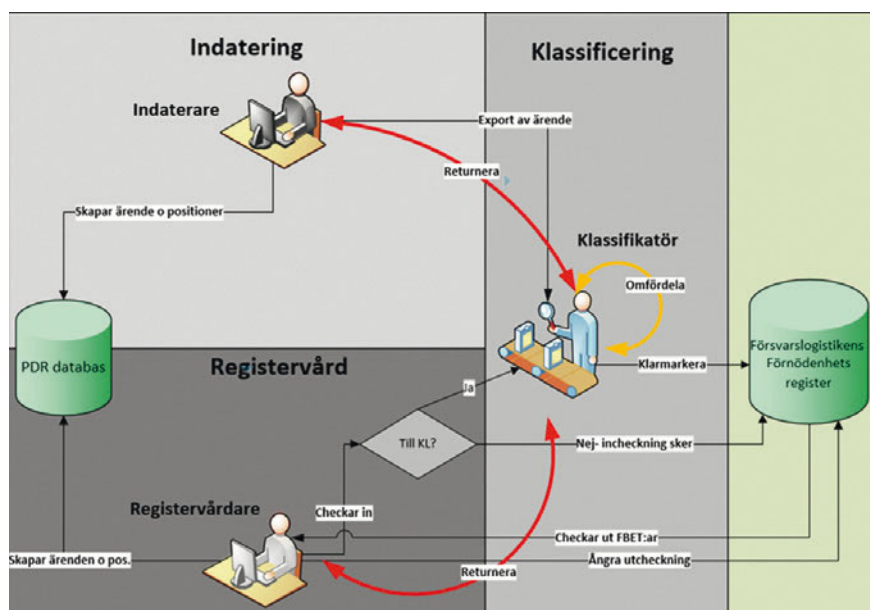 Indatering
Klassificering
Indaterare
Export av ärende
Returnera
Skapar ärende o positioner
Klassifikatör
Omfördela
PDR databas
Försvarslogistikens
Förnödenhets
register
Registervård
Ja
Klarmarkera
Till KL?
Nej- incheckning sker
Registervårdare
Checkar in
Checkar ut FBET:ar
Skapar ärenden o pos.
Returnera
Ångra utcheckning